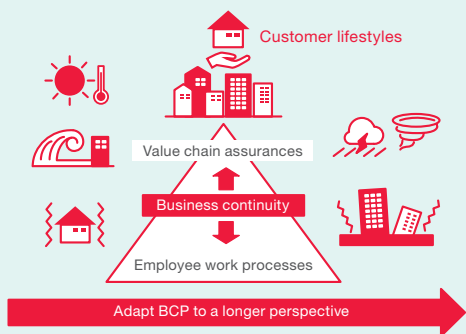 Customer lifestyles
Value chain assurances
Business continuity
Employee work processes
Adapt BCP to a longer perspective